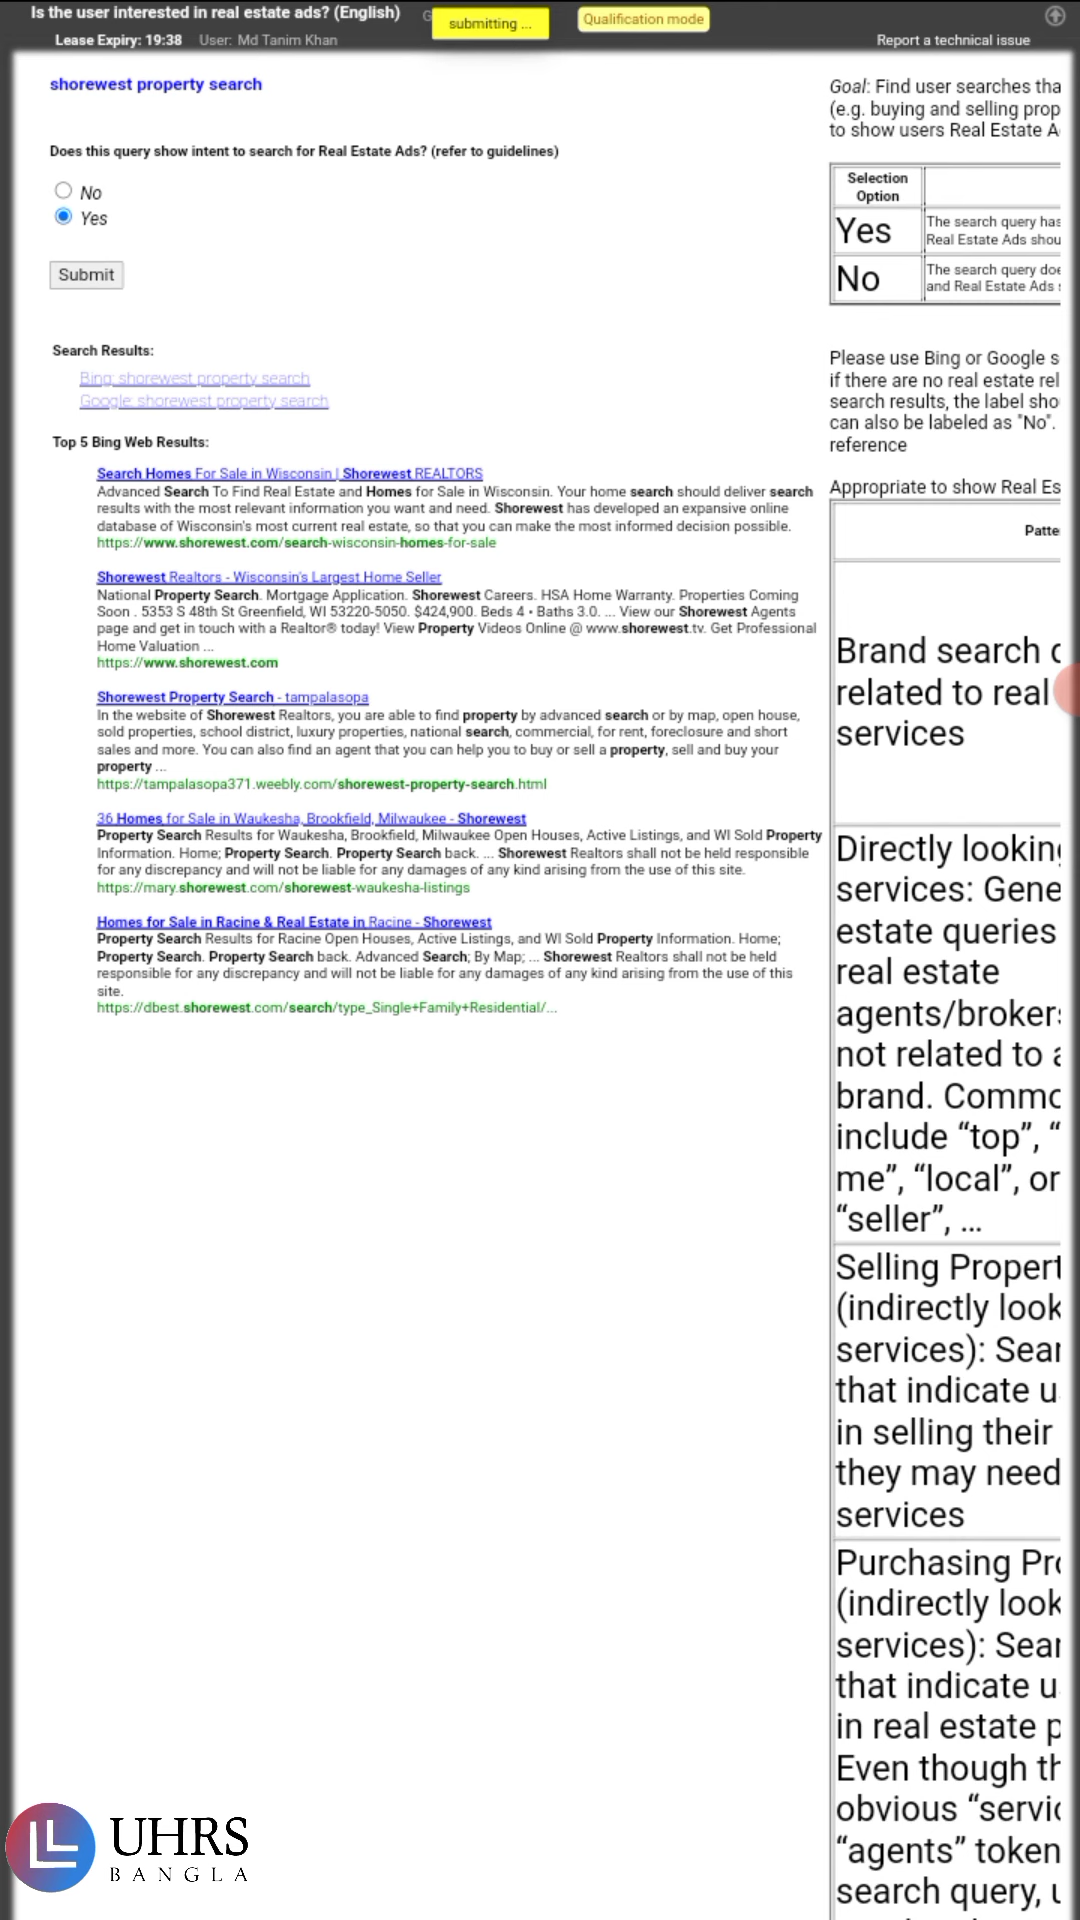 Is the user interested in real estate ads? (English)
submitting ...
Qualification mode
Lease Expiry: 19:38 User: Md Tanim Khan
Report a technical issue
shorewest property search
Does this query show intent to search for Real Estate Ads? (refer to guidelines)
No
Yes
Submit
Search Results:
Bing: shorewest property search
Google: shorewest property search
Top 5 Bing Web Results:
Search Homes For Sale in Wisconsin | Shorewest REALTORS
Advanced Search To Find Real Estate and Homes for Sale in Wisconsin. Your home search should deliver search
results with the most relevant information you want and need. Shorewest has developed an expansive online
database of Wisconsin's most current real estate, so that you can make the most informed decision possible.
https://www.shorewest.com/search-wisconsin-homes-for-sale
Shorewest Realtors - Wisconsin's Largest Home Seller
National Property Search. Mortgage Application. Shorewest Careers. HSA Home Warranty. Properties Coming
Soon . 5353 S 48th St Greenfield, WI 53220-5050. $424,900. Beds 4 • Baths 3.0. ... View our Shorewest Agents
page and get in touch with a Realtor® today! View Property Videos Online @ www.shorewest.tv. Get Professional
Home Valuation ...
https://www.shorewest.com
Shorewest Property Search - tampalasopa
In the website of Shorewest Realtors, you are able to find property by advanced search or by map, open house,
sold properties, school district, luxury properties, national search, commercial, for rent, foreclosure and short
sales and more. You can also find an agent that you can help you to buy or sell a property, sell and buy your
property ...
https://tampalasopa371.weebly.com/shorewest-property-search.html
36 Homes for Sale in Waukesha, Brookfield, Milwaukee - Shorewest
Property Search Results for Waukesha, Brookfield, Milwaukee Open Houses, Active Listings, and WI Sold Property
Information. Home; Property Search. Property Search back. ... Shorewest Realtors shall not be held responsible
for any discrepancy and will not be liable for any damages of any kind arising from the use of this site.
https://mary.shorewest.com/shorewest-waukesha-listings
Homes for Sale in Racine & Real Estate in Racine - Shorewest
Property Search Results for Racine Open Houses, Active Listings, and WI Sold Property Information. Home;
Property Search. Property Search back. Advanced Search; By Map; ... Shorewest Realtors shall not be held
responsible for any discrepancy and will not be liable for any damages of any kind arising from the use of this
site.
https://dbest.shorewest.com/search/type_Single+Family+Residential/...
Goal: Find user searches tha
(e.g. buying and selling prop
to show users Real Estate A
Selection
Option
Yes
The search query has
Real Estate Ads shou
No
The search query doe
and Real Estate Ads
Please use Bing or Google s
if there are no real estate rel
search results, the label sho
can also be labeled as "No".
reference
Appropriate to show Real Es
Patte
Brand search
related to real
services
Directly looking
services: Gene
estate queries
real estate
agents/brokers
not related to a
brand. Commo
include “top”, “
me”, “local”, or
“seller”, ...
Selling Propert
(indirectly look
services): Sear
that indicate u
in selling their
they may need
services
Purchasing Pro
(indirectly look
services): Sear
that indicate u
in real estate p
Even though th
obvious “servic
“agents” token
search query, u
UHRS
BANGLA